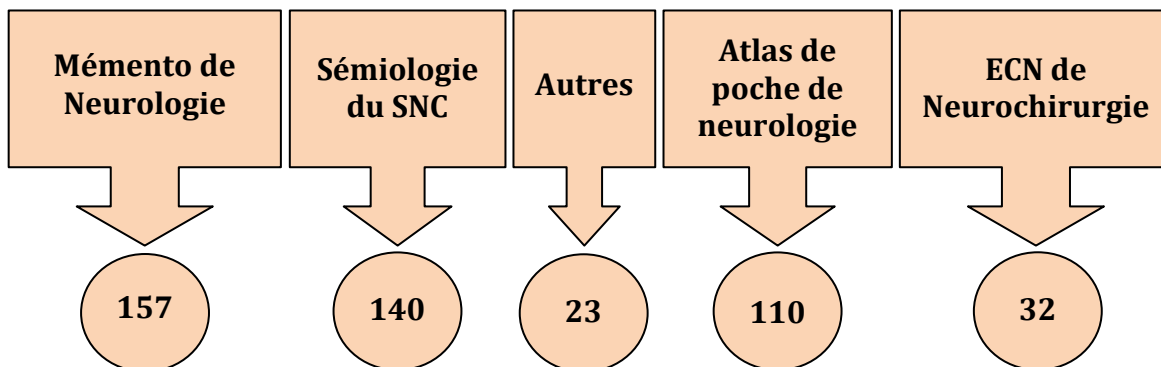 Mémento de
Neurologie
Sémiologie
du SNC
Autres
Atlas de
poche de
neurologie
ECN de
Neurochirurgie
157
140
23
110
32